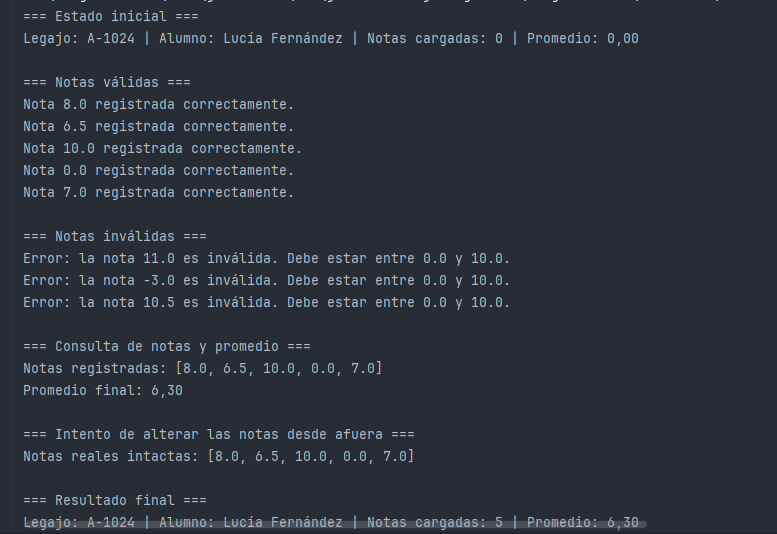 === Estado inicial ===
Legajo: A-1024 | Alumno: Lucía Fernández | Notas cargadas: 0 | Promedio: 0,00
=== Notas válidas ===
Nota 8.0 registrada correctamente.
Nota 6.5 registrada correctamente.
Nota 10.0 registrada correctamente.
Nota 0.0 registrada correctamente.
Nota 7.0 registrada correctamente.
=== Notas inválidas ===
Error: la nota 11.0 es inválida. Debe estar entre 0.0 y 10.0.
Error: la nota -3.0 es inválida. Debe estar entre 0.0 y 10.0.
Error: la nota 10.5 es inválida. Debe estar entre 0.0 y 10.0.
=== Consulta de notas y promedio ===
Notas registradas: [8.0, 6.5, 10.0, 0.0, 7.0]
Promedio final: 6,30
=== Intento de alterar las notas desde afuera ===
Notas reales intactas: [8.0, 6.5, 10.0, 0.0, 7.0]
=== Resultado final ===
Legajo: A-1024 | Alumno: Lucía Fernández | Notas cargadas: 5 | Promedio: 6,30